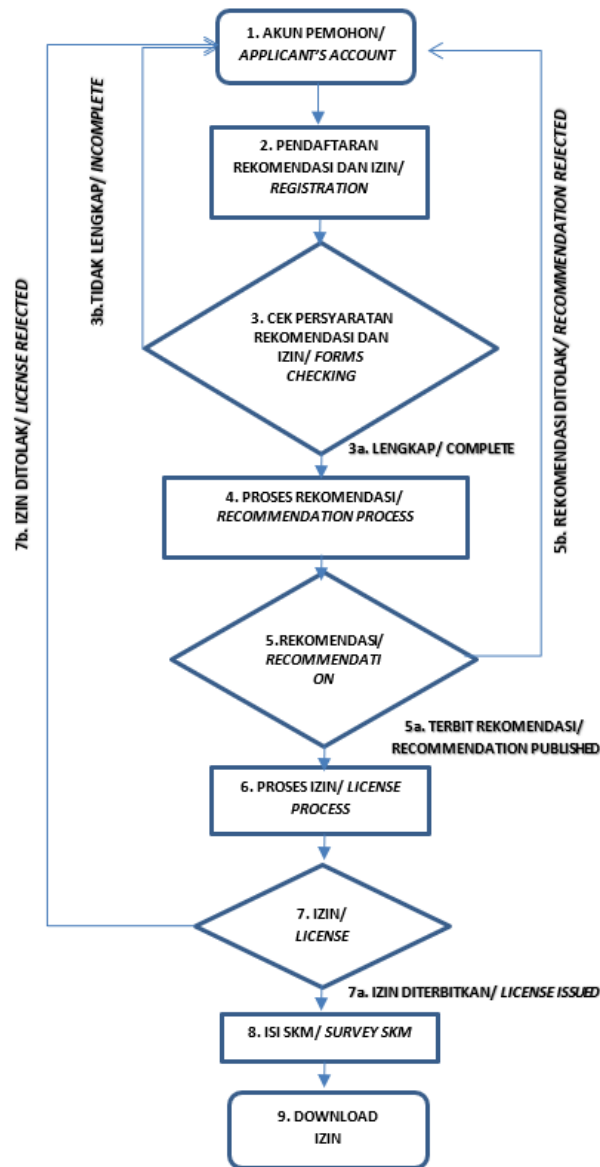 1. AKUN PEMOHON/
APPLICANT'S ACCOUNT
2. PENDAFTARAN
REKOMENDASI DAN IZIN/
REGISTRATION
3. CEK PERSYARATAN
REKOMENDASI DAN
IZIN/ FORMS
CHECKING
3b.TIDAK LENGKAP/ INCOMPLETE
3a. LENGKAP/ COMPLETE
4. PROSES REKOMENDASI/
RECOMMENDATION PROCESS
5.REKOMENDASI/
RECOMMENDATI
ON
5b. REKOMENDASI DITOLAK/ RECOMMENDATION REJECTED
5a. TERBIT REKOMENDASI/
RECOMMENDATION PUBLISHED
6. PROSES IZIN/ LICENSE
PROCESS
7. IZIN/
LICENSE
7b. IZIN DITOLAK/ LICENSE REJECTED
7a. IZIN DITERBITKAN/ LICENSE ISSUED
8. ISI SKM/ SURVEY SKM
9. DOWNLOAD
IZIN